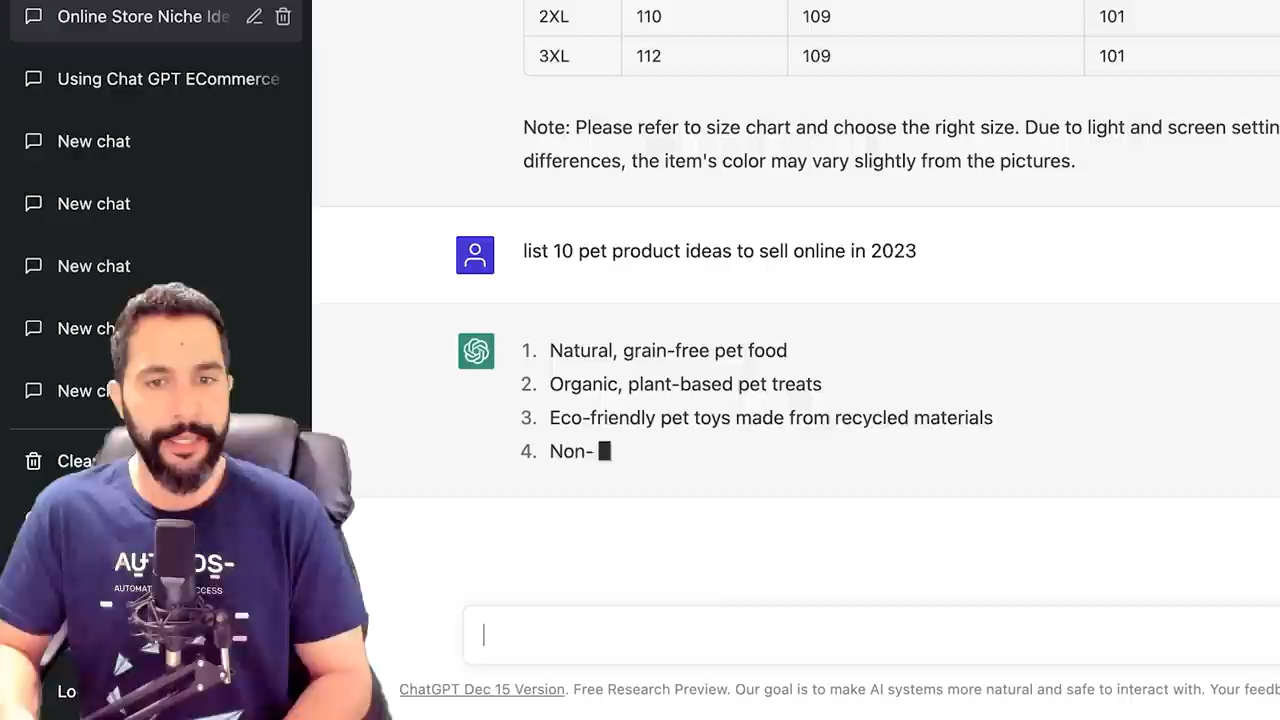 Online Store Niche Ide
Using Chat GPT ECommerce
New chat
New chat
New chat
New ch
New c
Clea
Lo
2XL 110 109 101
3XL 112 109 101
Note: Please refer to size chart and choose the right size. Due to light and screen settin
differences, the item's color may vary slightly from the pictures.
list 10 pet product ideas to sell online in 2023
1. Natural, grain-free pet food
2. Organic, plant-based pet treats
3. Eco-friendly pet toys made from recycled materials
4. Non-
ChatGPT Dec 15 Version. Free Research Preview. Our goal is to make AI systems more natural and safe to interact with. Your feedb